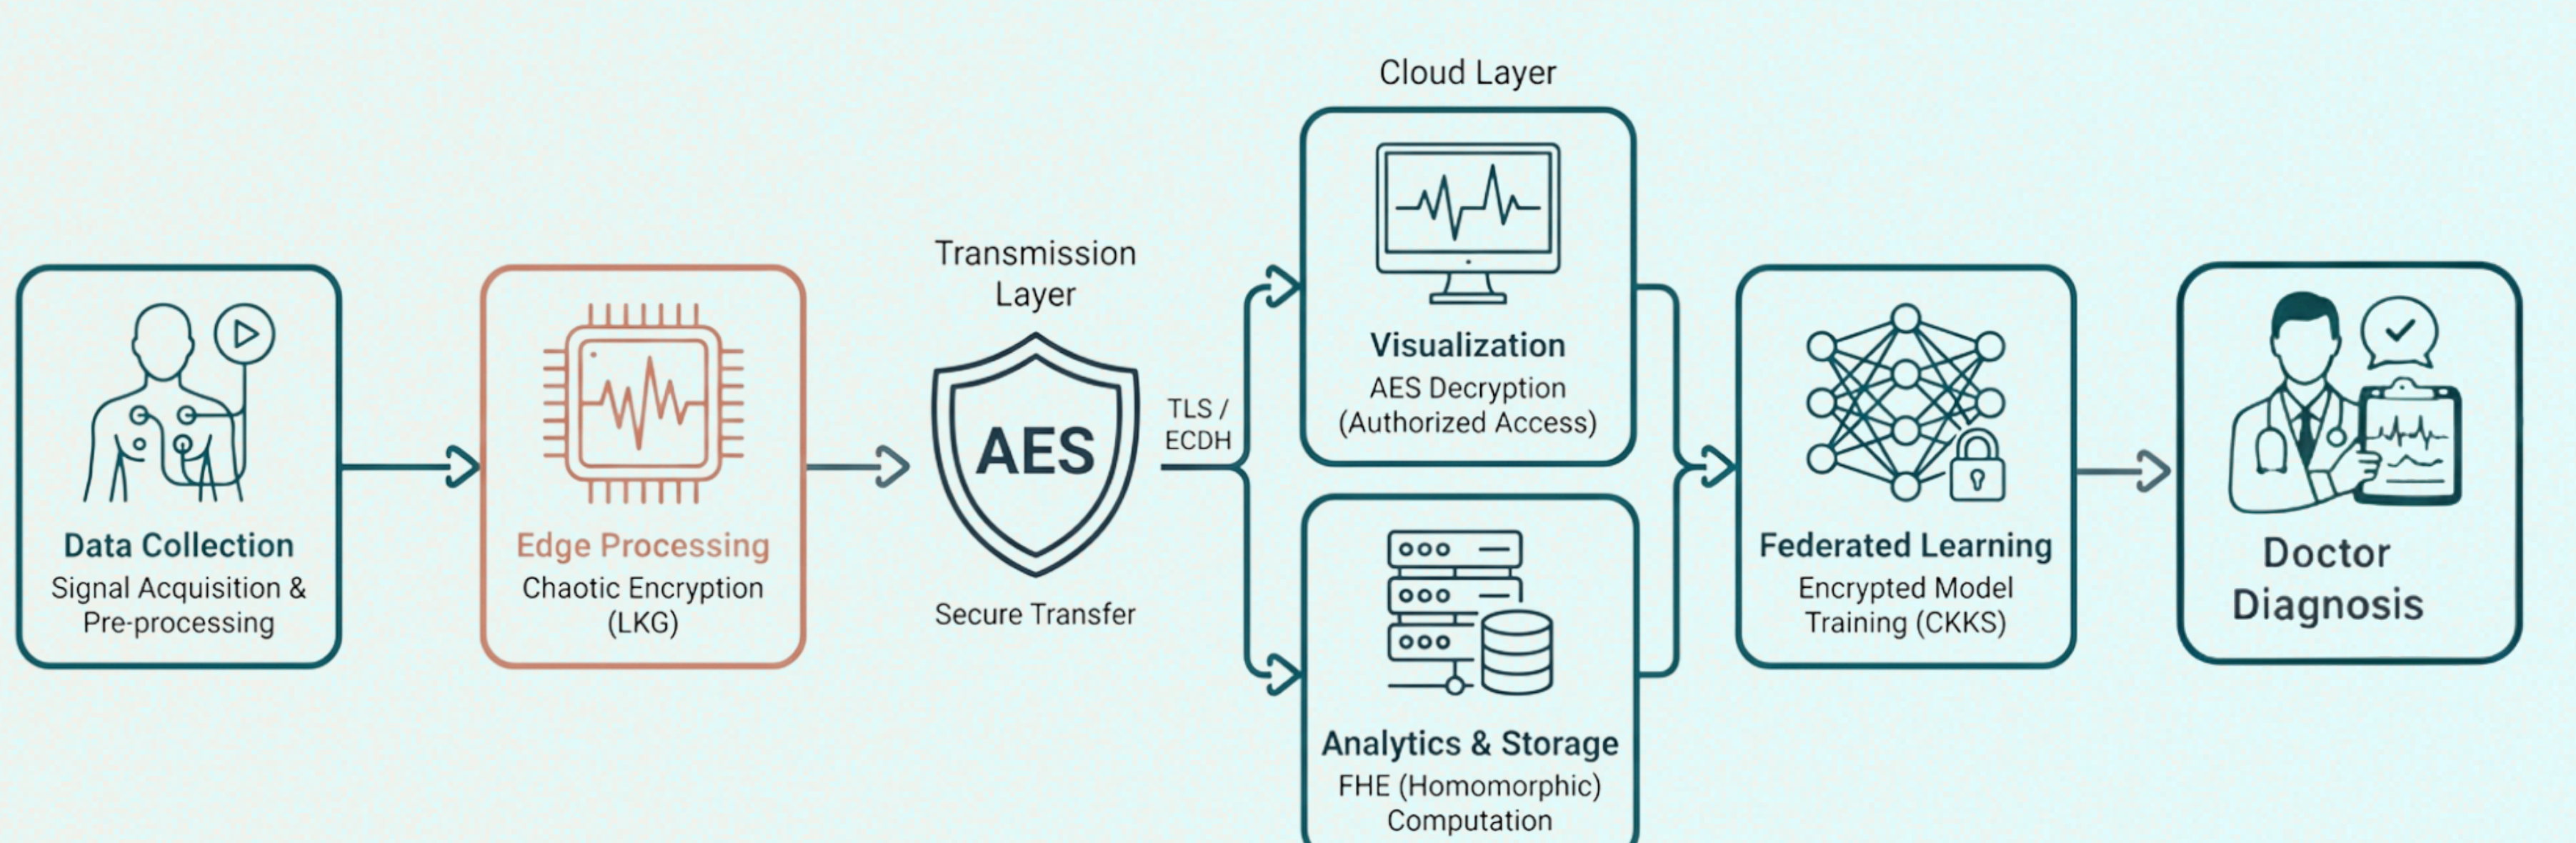 Data Collection
Signal Acquisition &
Pre-processing
Edge Processing
Chaotic Encryption
(LKG)
Transmission
Layer
AES
Secure Transfer
TLS /
ECDH
Cloud Layer
Visualization
AES Decryption
(Authorized Access)
Analytics & Storage
FHE (Homomorphic)
Computation
Federated Learning
Encrypted Model
Training (CKKS)
Doctor
Diagnosis